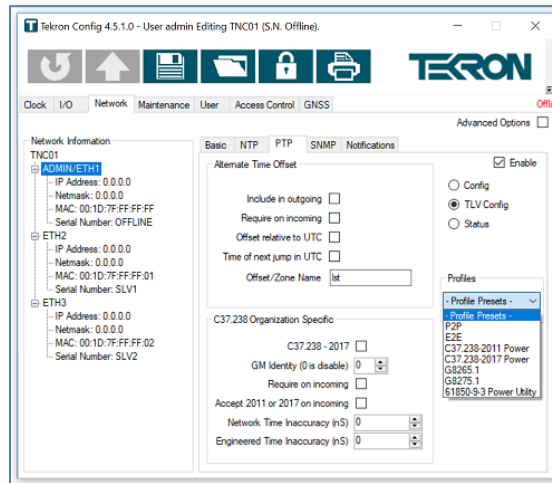 Tekron Config 4.5.1.0 - User admin Editing TNC01 (S.N. Offline).
TEKRON
Clock I/O Network Maintenance User Access Control GNSS
Advanced Options
Network Information
TNC01
ADMIN/ETH1
IP Address: 0.0.0.0
Netmask: 0.0.0.0
MAC: 00:1D:7F:FF:FF:FF
Serial Number: OFFLINE
ETH2
IP Address: 0.0.0.0
Netmask: 0.0.0.0
MAC: 00:1D:7F:FF:FF:01
Serial Number: SLV1
ETH3
IP Address: 0.0.0.0
Netmask: 0.0.0.0
MAC: 00:1D:7F:FF:FF:02
Serial Number: SLV2
Basic NTP PTP SNMP Notifications
Alternate Time Offset
Include in outgoing
Require on incoming
Offset relative to UTC
Time of next jump in UTC
Offset/Zone Name lst
C37.238 Organization Specific
C37.238 - 2017
GM Identity (0 is disable) 0
Require on incoming
Accept 2011 or 2017 on incoming
Network Time Inaccuracy (nS) 0
Engineered Time Inaccuracy (nS) 0
Enable
Config
TLV Config
Status
Profiles
- Profile Presets -
- Profile Presets -
P2P
E2E
C37.238-2011 Power
C37.238-2017 Power
G8265.1
G8275.1
61850-9-3 Power Utility